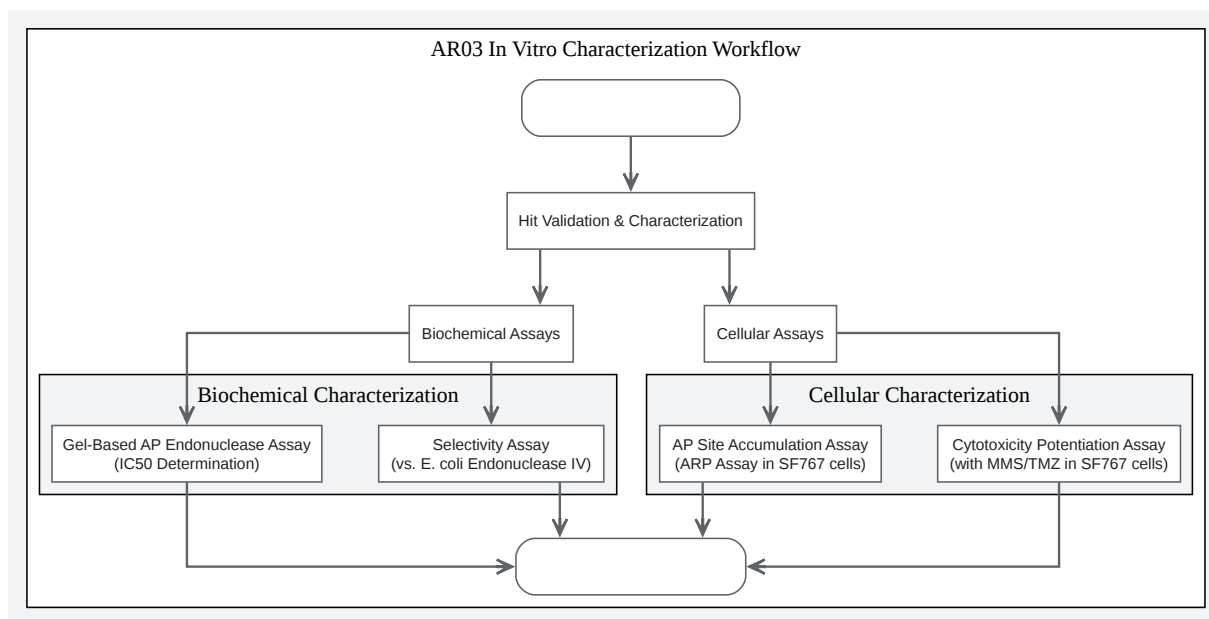 AR03 In Vitro Characterization Workflow
Hit Validation & Characterization
Biochemical Assays
Cellular Assays
Biochemical Characterization
Cellular Characterization
Gel-Based AP Endonuclease Assay
(IC50 Determination)
Selectivity Assay
(vs. E. coli Endonuclease IV)
AP Site Accumulation Assay
(ARP Assay in SF767 cells)
Cytotoxicity Potentiation Assay
(with MMS/TMZ in SF767 cells)